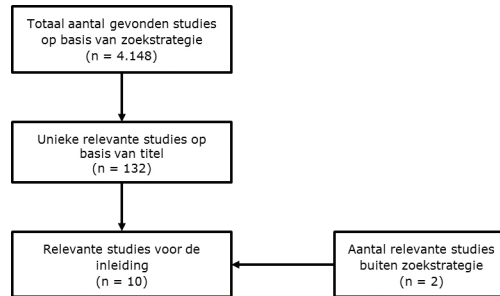 Totaal aantal gevonden studies
op basis van zoekstrategie
(n = 4.148)
Unieke relevante studies op
basis van titel
(n = 132)
Relevante studies voor de
inleiding
(n = 10)
Aantal relevante studies
buiten zoekstrategie
(n = 2)